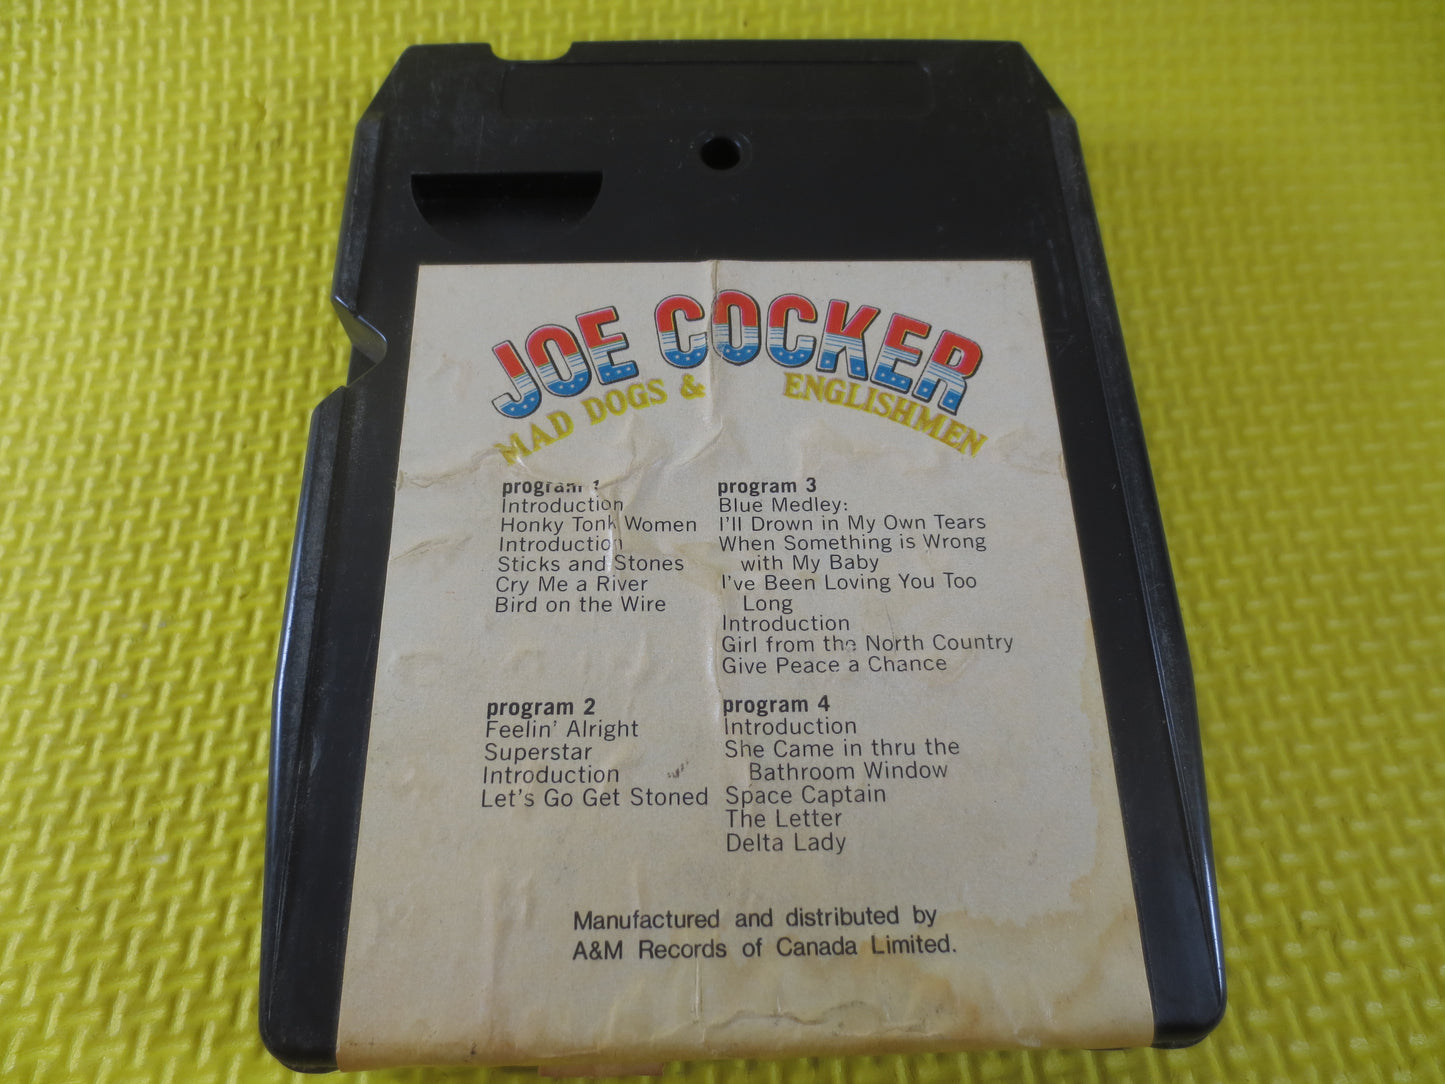 JOE COCKER
MAD DOGS & ENGLISHMEN
program 1
Introduction
Honky Tonk Women
Introduction
Sticks and Stones
Cry Me a River
Bird on the Wire
program 2
Feelin' Alright
Superstar
Introduction
Let's Go Get Stoned
program 3
Blue Medley:
I'll Drown in My Own Tears
When Something is Wrong
with My Baby
I've Been Loving You Too
Long
Introduction
Girl from the North Country
Give Peace a Chance
program 4
Introduction
She Came in thru the
Bathroom Window
Space Captain
The Letter
Delta Lady
Manufactured and distributed by
A&M Records of Canada Limited.